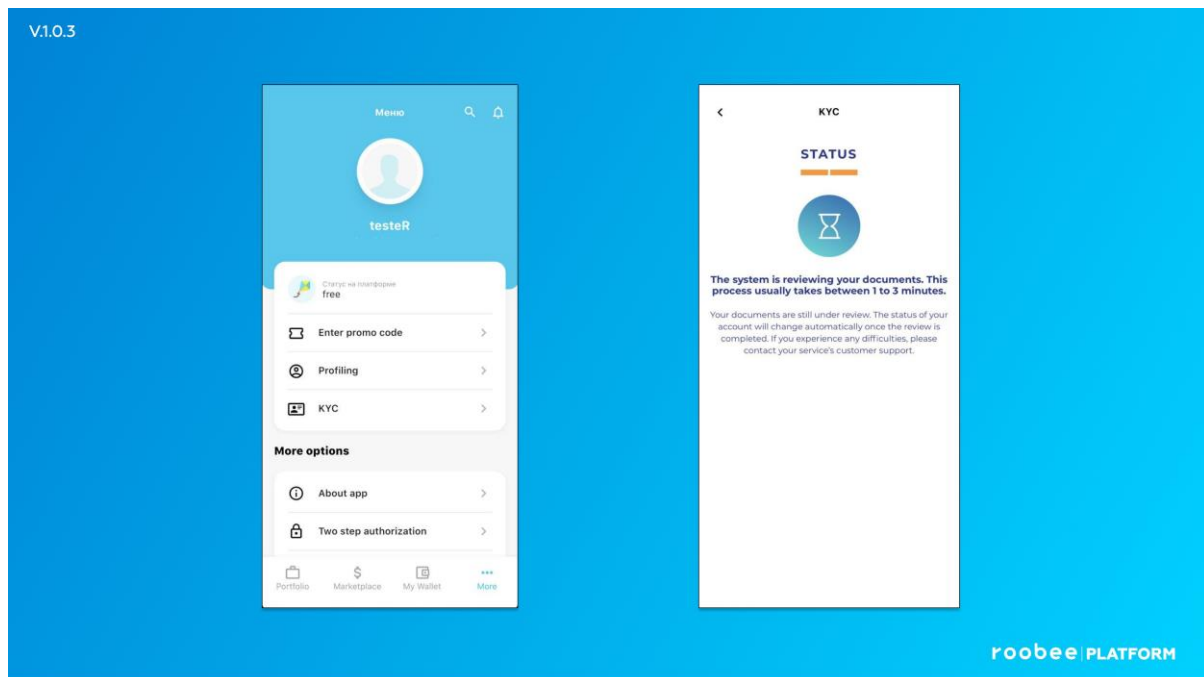 V.1.0.3
Меню
testeR
Статус на платформе
free
Enter promo code
Profiling
KYC
More options
About app
Two step authorization
Portfolio
Marketplace
My Wallet
More
KYC
STATUS
The system is reviewing your documents. This
process usually takes between 1 to 3 minutes.
Your documents are still under review. The status of your
account will change automatically once the review is
completed. If you experience any difficulties, please
contact your service's customer support.
roobee|PLATFORM